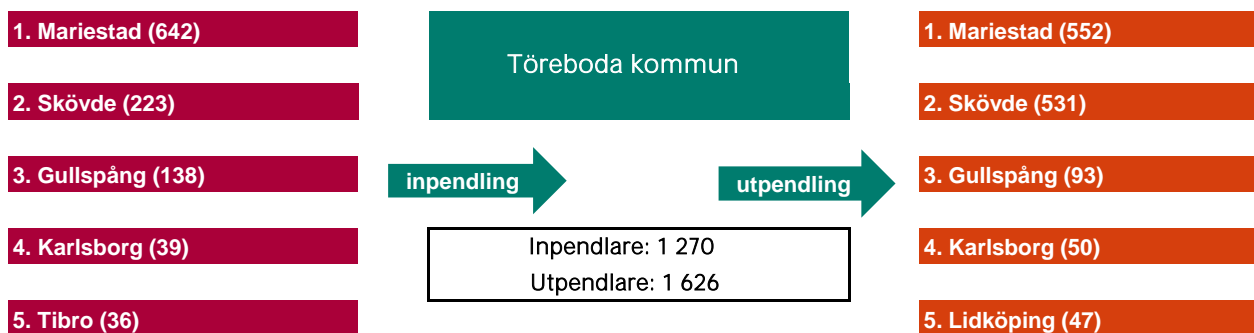 1. Mariestad (642)
2. Skövde (223)
3. Gullspång (138)
4. Karlsborg (39)
5. Tibro (36)
Töreboda kommun
inpendling
utpendling
Inpendlare: 1 270
Utpendlare: 1 626
1. Mariestad (552)
2. Skövde (531)
3. Gullspång (93)
4. Karlsborg (50)
5. Lidköping (47)